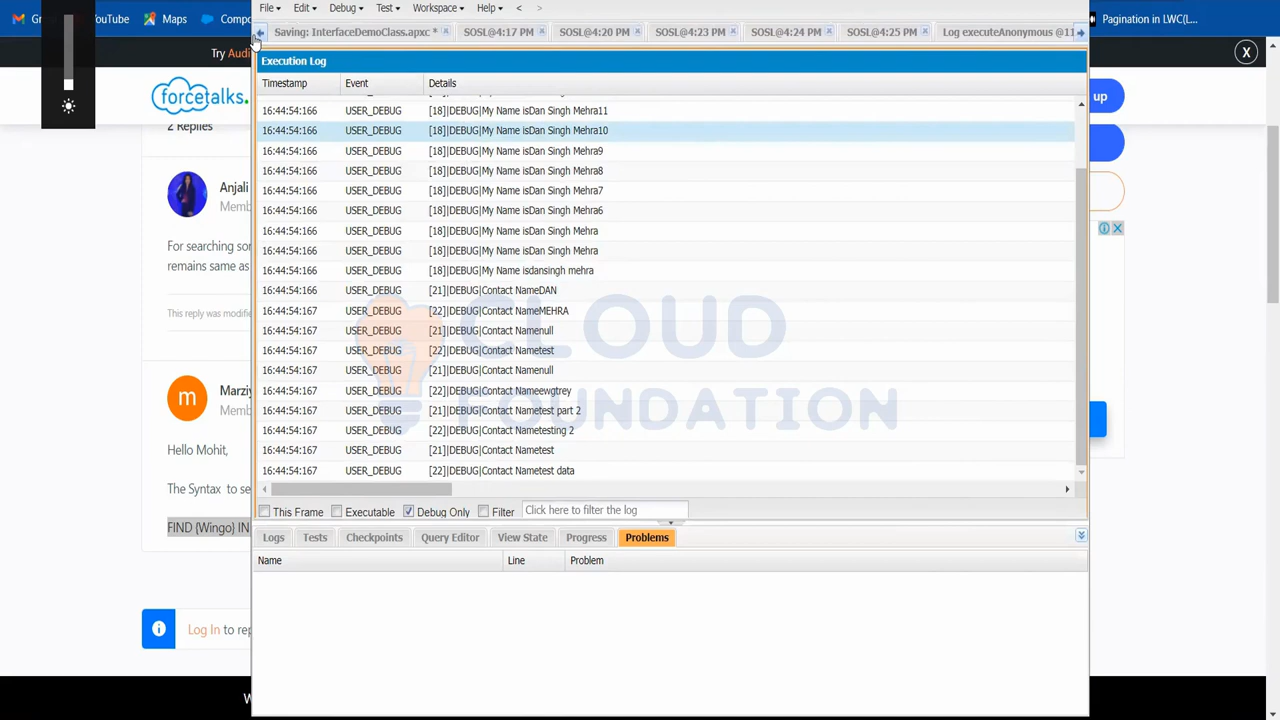 File Edit Debug Test Workspace Help < >
YouTube Maps
Pagination in LWC(L...
Saving: InterfaceDemoClass.apxc * SOSL@4:17 PM SOSL@4:20 PM SOSL@4:23 PM SOSL@4:24 PM SOSL@4:25 PM Log executeAnonymous @11
Try
X
Execution Log
Timestamp Event Details
forcetalks.
up
16:44:54:166 USER_DEBUG [18]|DEBUG|My Name isDan Singh Mehra11
2 Replies
16:44:54:166 USER_DEBUG [18]|DEBUG|My Name isDan Singh Mehra10
16:44:54:166 USER_DEBUG [18]|DEBUG|My Name isDan Singh Mehra9
16:44:54:166 USER_DEBUG [18]|DEBUG|My Name isDan Singh Mehra8
Anjali
16:44:54:166 USER_DEBUG [18]|DEBUG|My Name isDan Singh Mehra7
16:44:54:166 USER_DEBUG [18]|DEBUG|My Name isDan Singh Mehra6
16:44:54:166 USER_DEBUG [18]|DEBUG|My Name isDan Singh Mehra
For searching
remains same as
16:44:54:166 USER_DEBUG [18]|DEBUG|My Name isDan Singh Mehra
16:44:54:166 USER_DEBUG [18]|DEBUG|My Name isdansingh mehra
16:44:54:166 USER_DEBUG [21]|DEBUG|Contact NameDAN
This reply was
16:44:54:167 USER_DEBUG [22]|DEBUG|Contact NameMEHRA
16:44:54:167 USER_DEBUG [21]|DEBUG|Contact Namenull
16:44:54:167 USER_DEBUG [22]|DEBUG|Contact Nametest
16:44:54:167 USER_DEBUG [21]|DEBUG|Contact Namenull
16:44:54:167 USER_DEBUG [22]|DEBUG|Contact Nameewgtrey
m
16:44:54:167 USER_DEBUG [21]|DEBUG|Contact Nametest part 2
16:44:54:167 USER_DEBUG [22]|DEBUG|Contact Nametesting 2
Hello Mohit,
16:44:54:167 USER_DEBUG [21]|DEBUG|Contact Nametest
16:44:54:167 USER_DEBUG [22]|DEBUG|Contact Nametest data
CLOUD
FOUNDATION
The Syntax to
This Frame Executable Debug Only Filter Click here to filter the log
FIND {Wingo} IN
Logs Tests Checkpoints Query Editor View State Progress Problems
Name Line Problem
Log In to